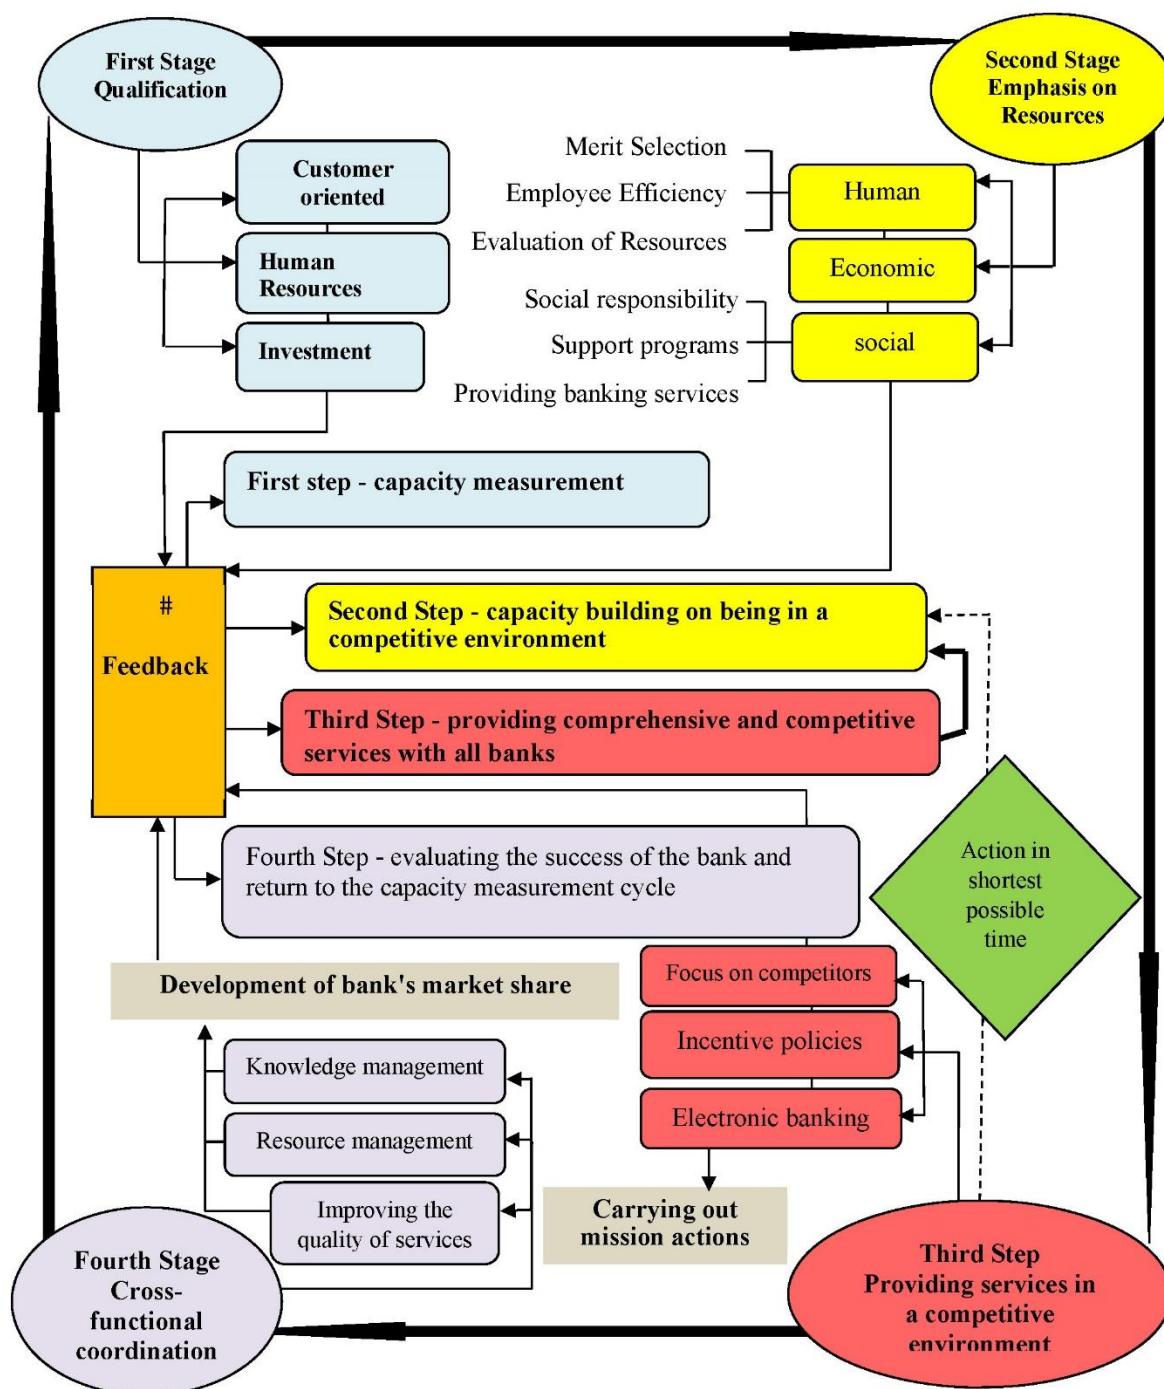 First Stage
Qualification
Second Stage
Emphasis on
Resources
Customer
oriented
Human
Resources
Investment
Merit Selection
Employee Efficiency
Evaluation of Resources
Human
Economic
social
Social responsibility
Support programs
Providing banking services
First step - capacity measurement
#
Feedback
Second Step - capacity building on being in a
competitive environment
Third Step - providing comprehensive and competitive
services with all banks
Fourth Step - evaluating the success of the bank and
return to the capacity measurement cycle
Action in
shortest
possible
time
Development of bank's market share
Focus on competitors
Incentive policies
Electronic banking
Knowledge management
Resource management
Improving the
quality of services
Carrying out
mission actions
Fourth Stage
Cross-
functional
coordination
Third Step
Providing services in
a competitive
environment